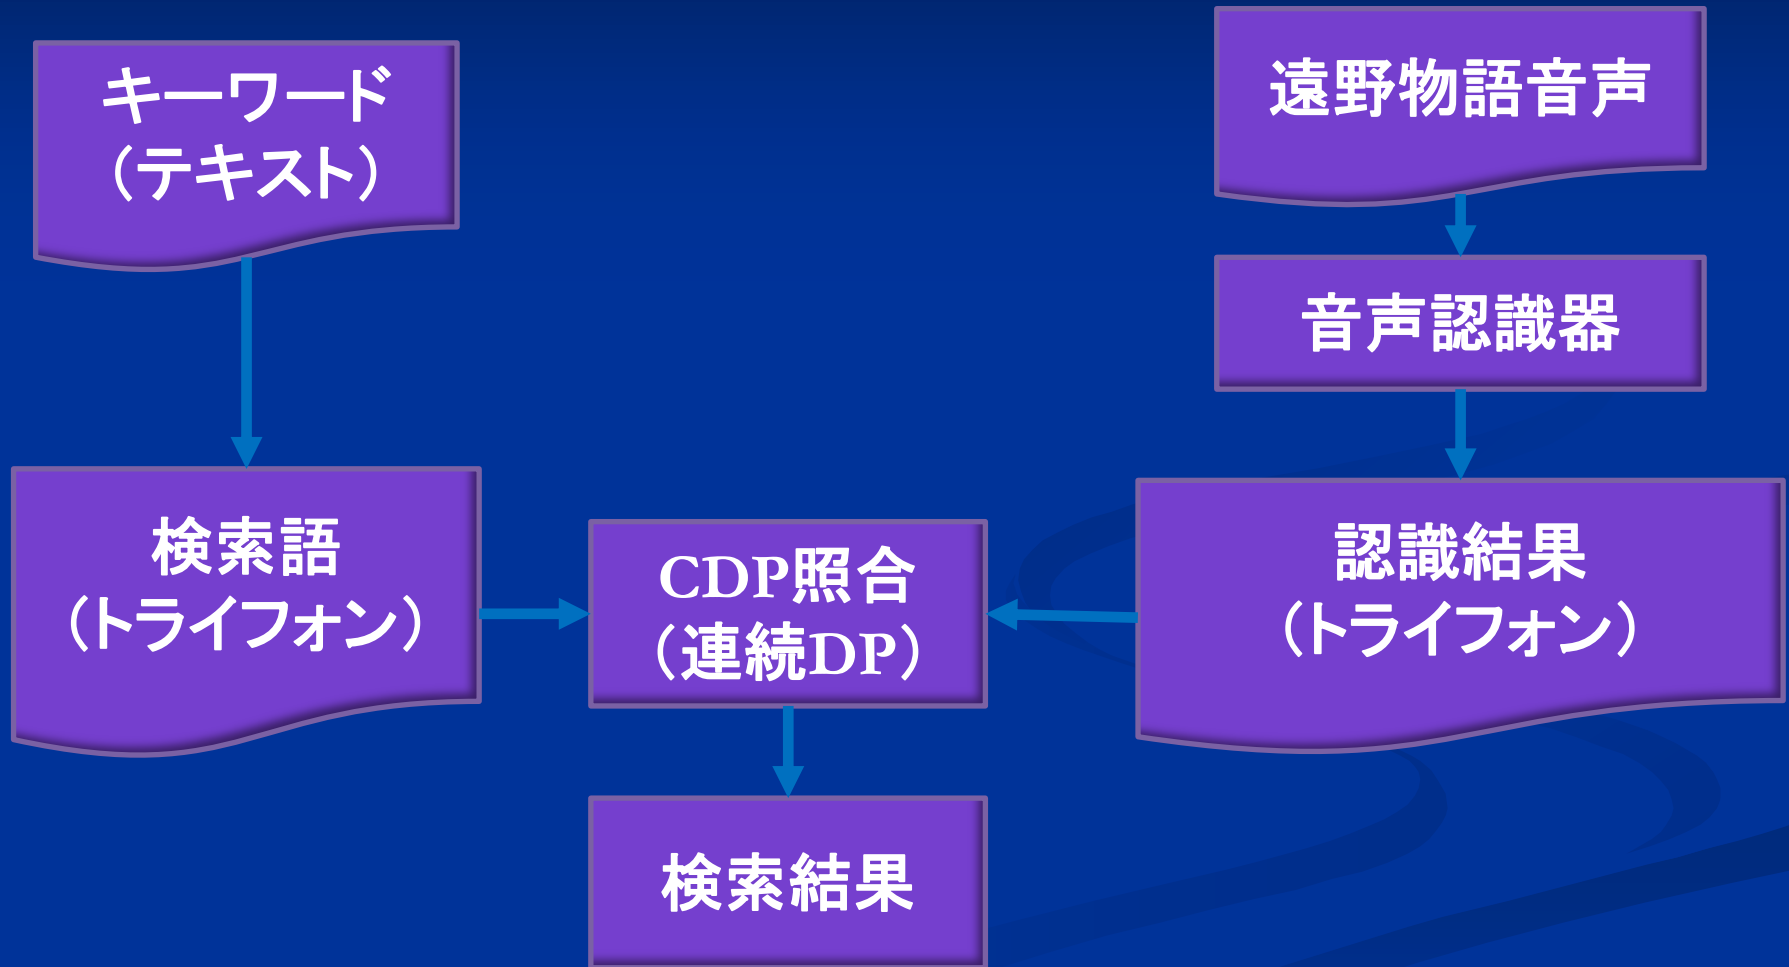 キーワード
（テキスト）
遠野物語音声
音声認識器
検索語
（トライフォン）
CDP照合
（連続DP）
認識結果
（トライフォン）
検索結果